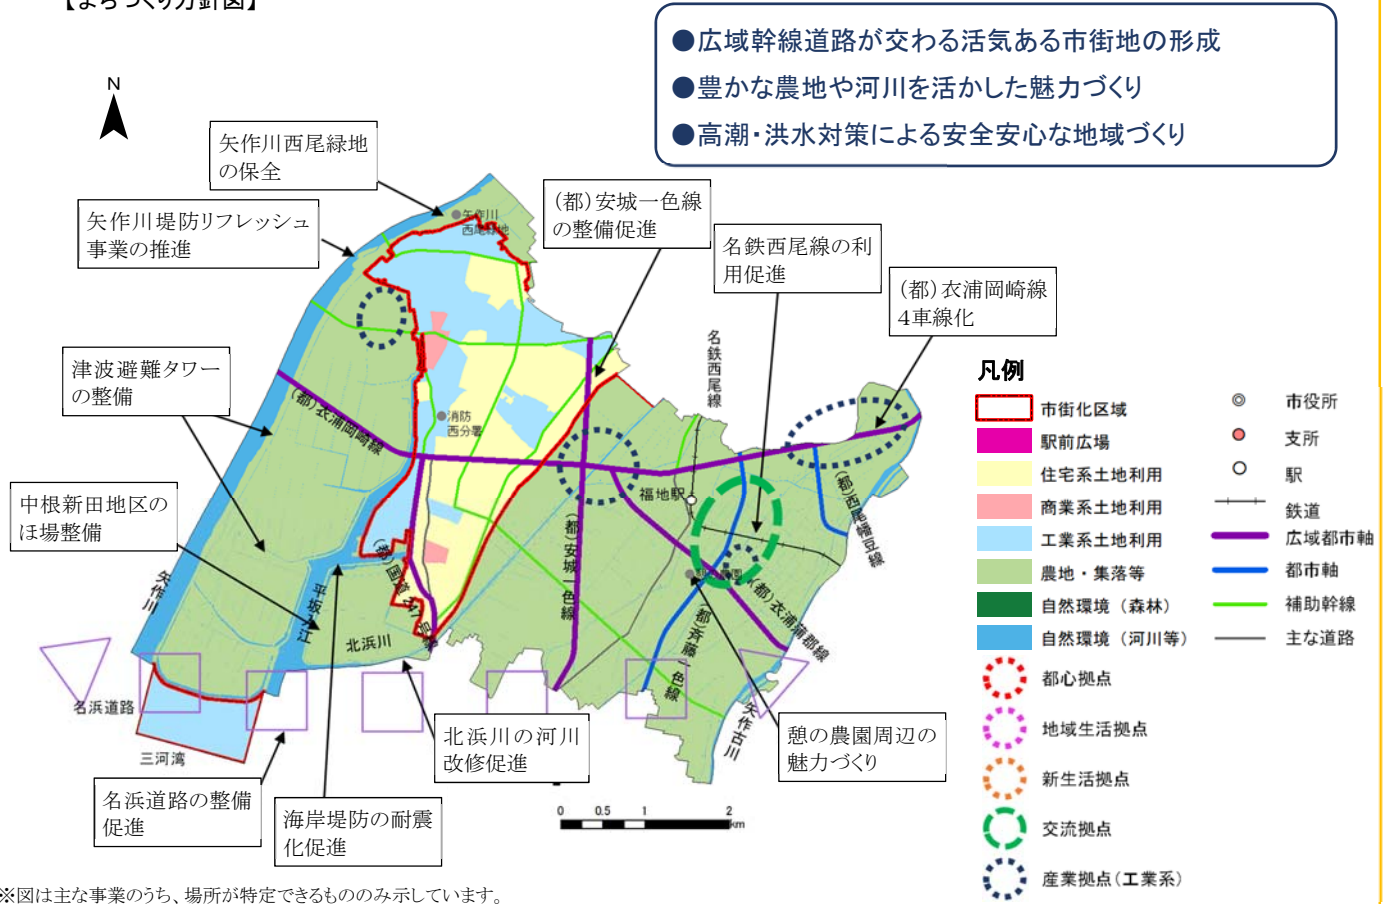 【まちづくり方針図】
●広域幹線道路が交わる活気ある市街地の形成
●豊かな農地や河川を活かした魅力づくり
●高潮・洪水対策による安全安心な地域づくり
N
矢作川西尾緑地
の保全
矢作川堤防リフレッシュ
事業の推進
(都)安城一色線
の整備促進
名鉄西尾線の利
用促進
(都)衣浦岡崎線
4車線化
津波避難タワー
の整備
中根新田地区の
ほ場整備
矢作川
西尾緑地
消防
西分署
名鉄西尾線
(都)衣浦岡崎線
福地駅
(都)安城一色線
(都)西尾幡豆線
(都)国道247号線
(都)衣浦蒲郡線
(都)斉藤一色線
矢作川
平坂入江
北浜川
矢作古川
名浜道路
三河湾
名浜道路の整備
促進
海岸堤防の耐震
化促進
北浜川の河川
改修促進
憩の農園周辺の
魅力づくり
0 0.5 1 2
km
凡例
市街化区域
駅前広場
住宅系土地利用
商業系土地利用
工業系土地利用
農地・集落等
自然環境(森林)
自然環境(河川等)
都心拠点
地域生活拠点
新生活拠点
交流拠点
産業拠点(工業系)
市役所
支所
駅
鉄道
広域都市軸
都市軸
補助幹線
主な道路
※図は主な事業のうち、場所が特定できるもののみ示しています。